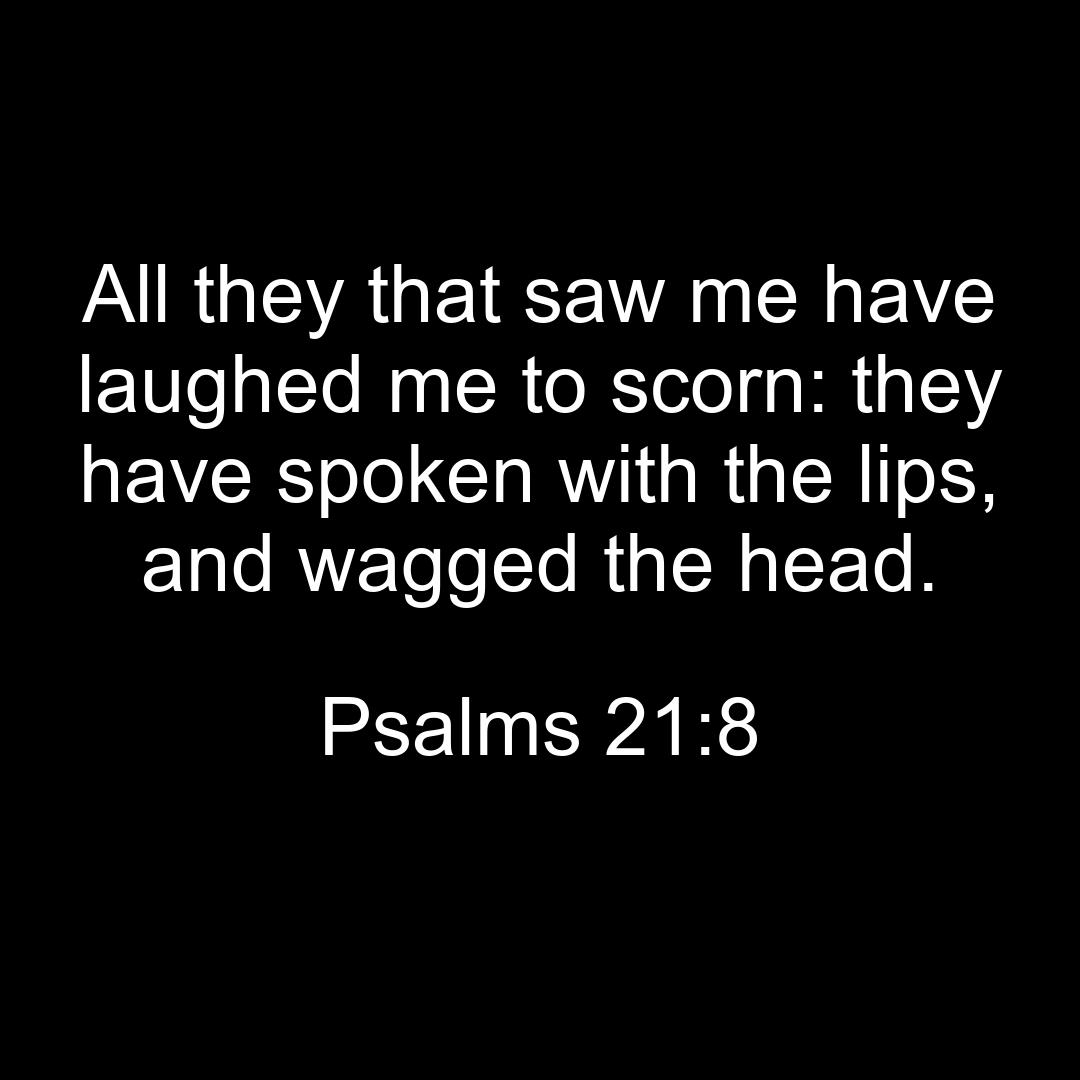 All they that saw me have
laughed me to scorn: they
have spoken with the lips,
and wagged the head.
Psalms 21:8